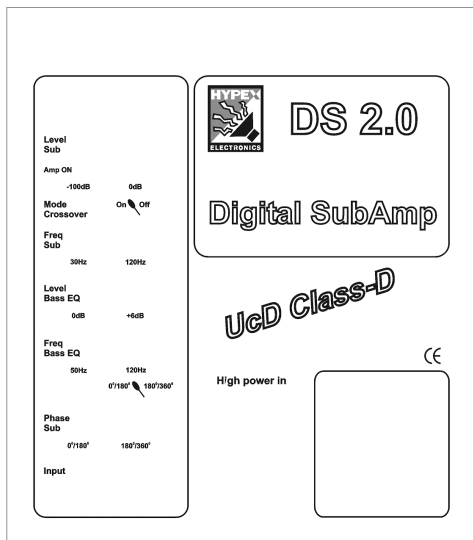 HYPEX
ELECTRONICS
DS 2.0
Digital SubAmp
UcD Class-D
Level
Sub
Amp ON
-100dB 0dB
Mode On Off
Crossover
Freq
Sub
30Hz 120Hz
Level
Bass EQ
0dB +6dB
Freq
Bass EQ
50Hz 120Hz
0°/180° 180°/360°
Phase
Sub
0°/180° 180°/360°
Input
High power in
CE